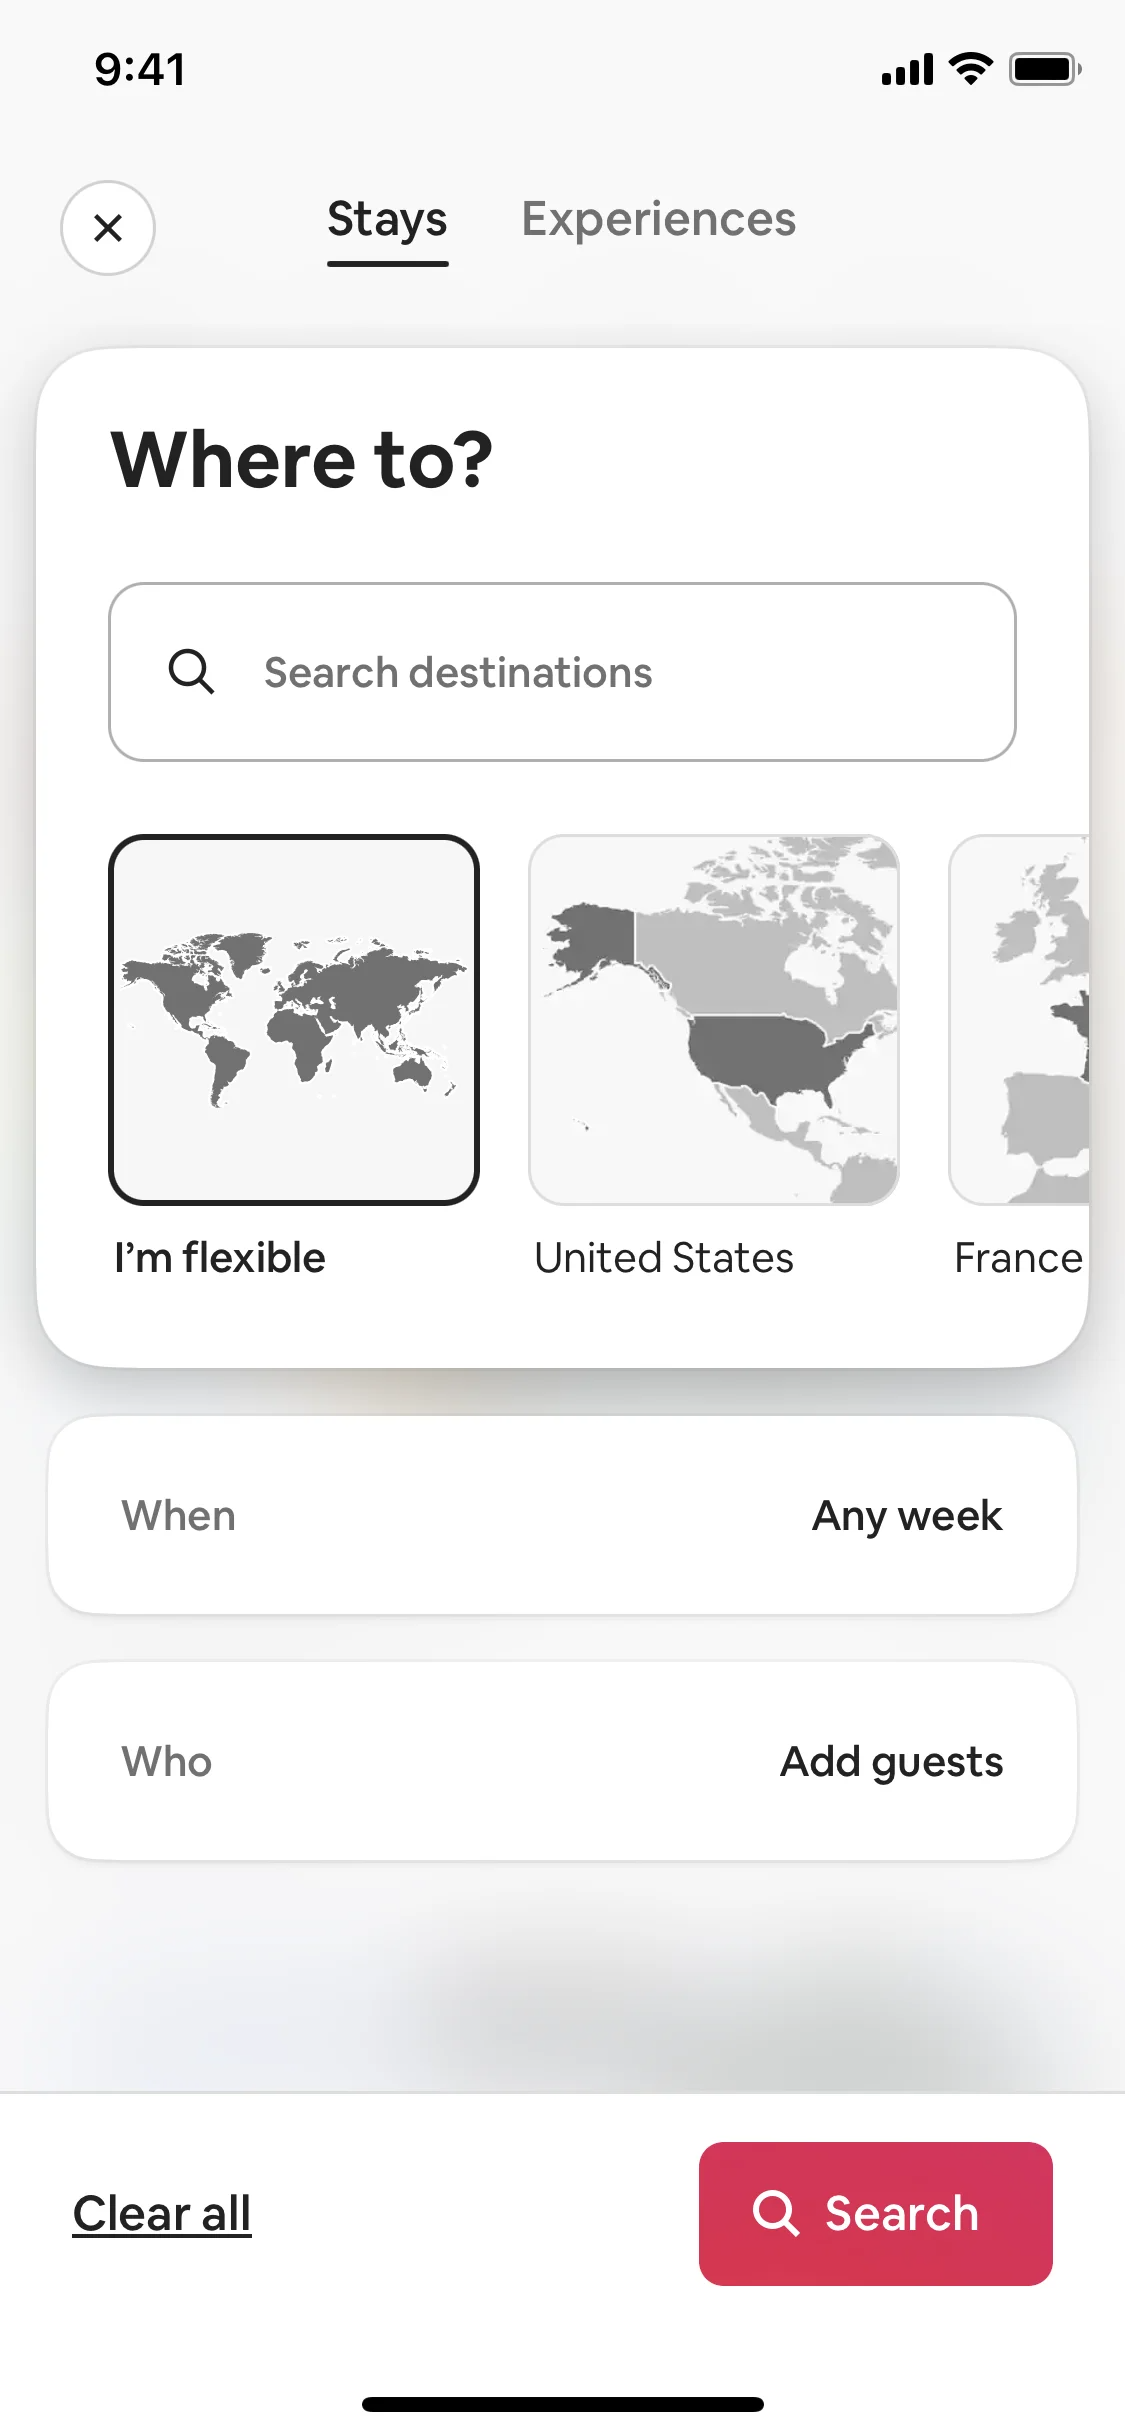 9:41
Stays Experiences
Where to?
Search destinations
I’m flexible United States France
When Any week
Who Add guests
Clear all Search